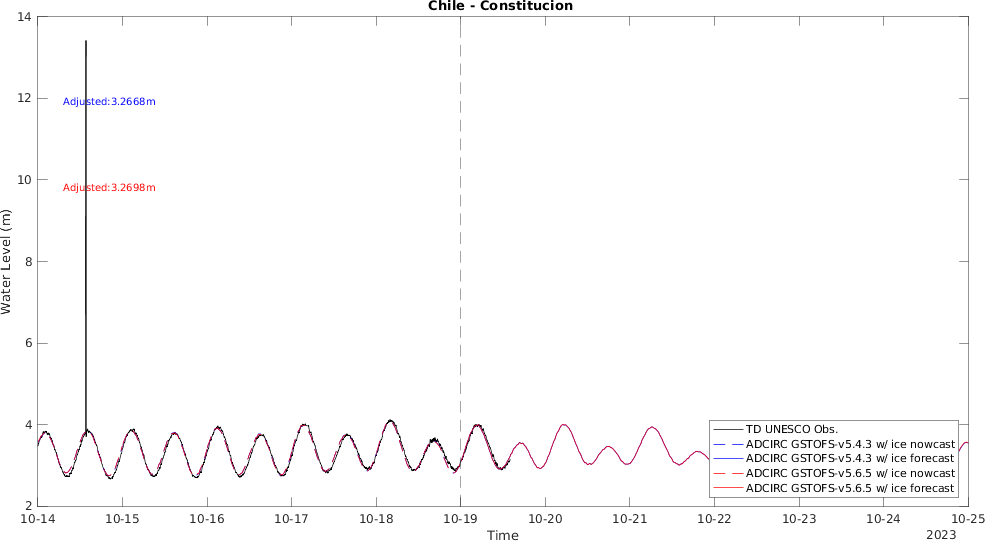 Chile - Constitucion
14
12
10
8
6
4
2
Water Level (m)
Adjusted:3.2668m
Adjusted:3.2698m
TD UNESCO Obs.
ADCIRC GSTOFS-v5.4.3 w/ ice nowcast
ADCIRC GSTOFS-v5.4.3 w/ ice forecast
ADCIRC GSTOFS-v5.6.5 w/ ice nowcast
ADCIRC GSTOFS-v5.6.5 w/ ice forecast
10-14 10-15 10-16 10-17 10-18 10-19 10-20 10-21 10-22 10-23 10-24 10-25
Time
2023